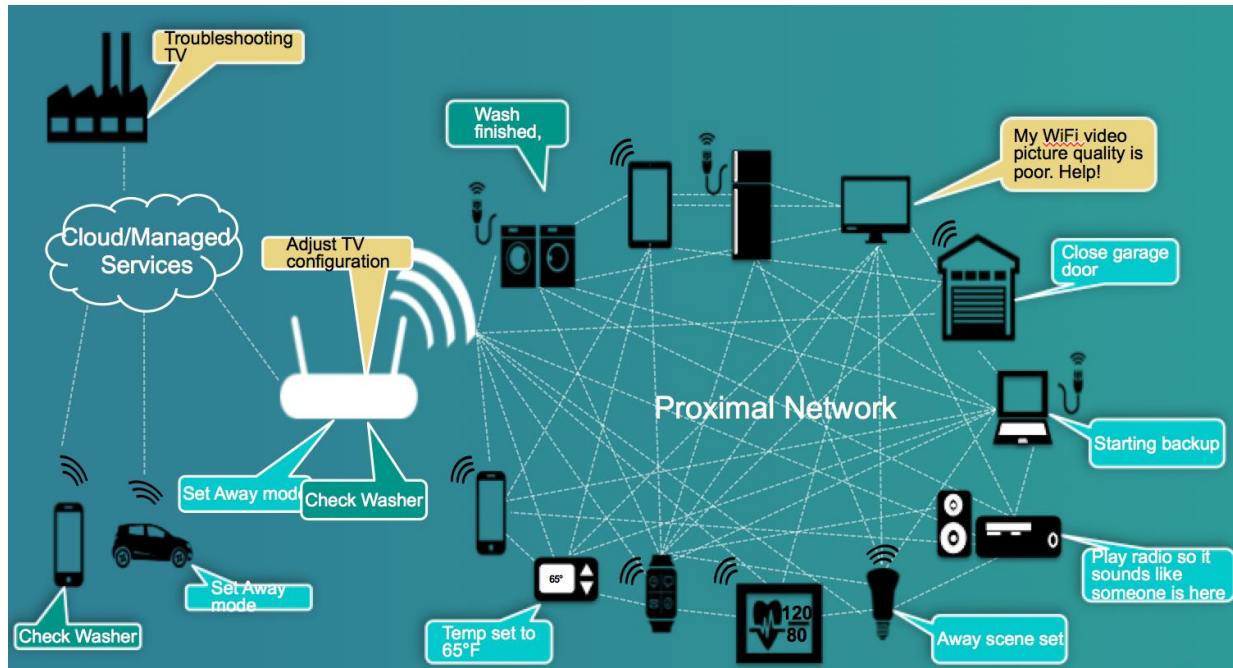 Troubleshooting
TV
Wash
finished,
My WiFi video
picture quality is
poor. Help!
Cloud/Managed
Services
Adjust TV
configuration
Close garage
door
Proximal Network
Starting backup
Set Away mode
Check Washer
Set Away
mode
Check Washer
65°
Temp set to
65°F
120
80
Away scene set
Play radio so it
sounds like
someone is here